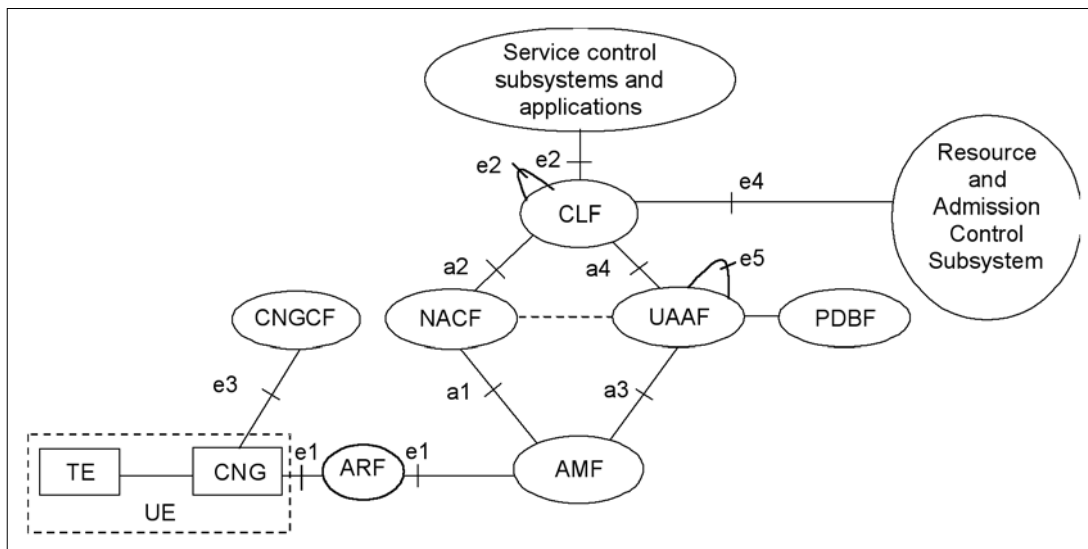 Service control
subsystems and
applications
e2
e2
e4
Resource
and
Admission
Control
Subsystem
CLF
a2
a4
e5
CNGCF
NACF
UAAF
PDBF
e3
a1
a3
TE
CNG
e1
ARF
e1
AMF
UE